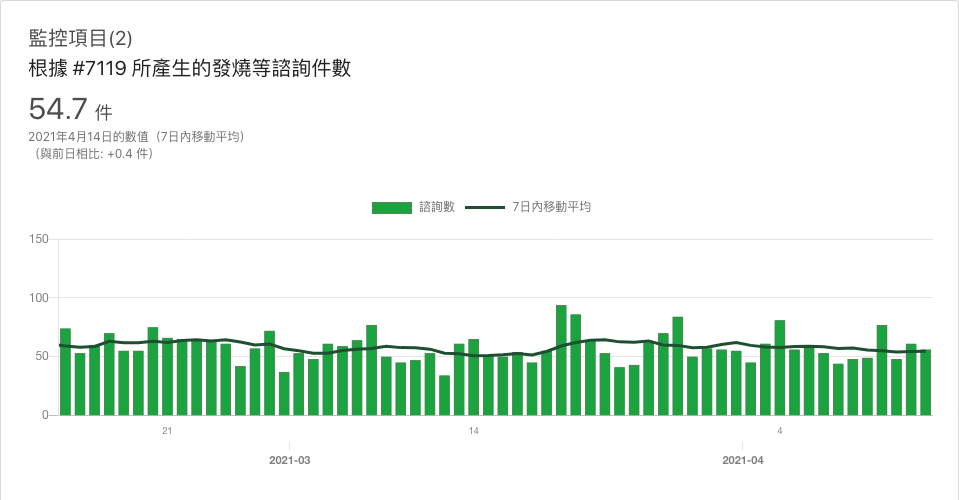 監控項目(2)
根據 #7119 所產生的發燒等諮詢件數
54.7 件
2021年4月14日的數值（7日內移動平均）
（與前日相比: +0.4 件）
諮詢數 7日內移動平均
150
100
50
0
21 14 4
2021-03 2021-04